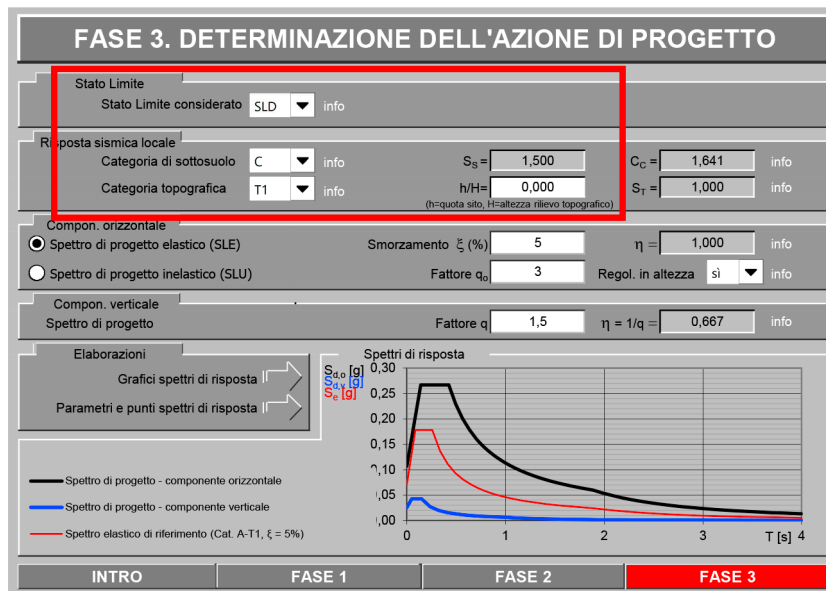 FASE 3. DETERMINAZIONE DELL'AZIONE DI PROGETTO
Stato Limite
Stato Limite considerato SLD info
Risposta sismica locale
Categoria di sottosuolo C info SS = 1,500 CC = 1,641 info
Categoria topografica T1 info h/H= 0,000 ST = 1,000 info
(h=quota sito, H=altezza rilievo topografico)
Compon. orizzontale
Spettro di progetto elastico (SLE) Smorzamento ξ (%) 5 η = 1,000 info
Spettro di progetto inelastico (SLU) Fattore qo 3 Regol. in altezza sì info
Compon. verticale
Spettro di progetto Fattore q 1,5 η = 1/q = 0,667 info
Elaborazioni
Grafici spettri di risposta
Parametri e punti spettri di risposta
Spettri di risposta
Sd,o [g]
Sd,v [g]
Se [g]
0,30
0,25
0,20
0,15
0,10
,05
,00
0 1 2 3 T [s] 4
Spettro di progetto - componente orizzontale
Spettro di progetto - componente verticale
Spettro elastico di riferimento (Cat. A-T1, ξ = 5%)
INTRO FASE 1 FASE 2 FASE 3